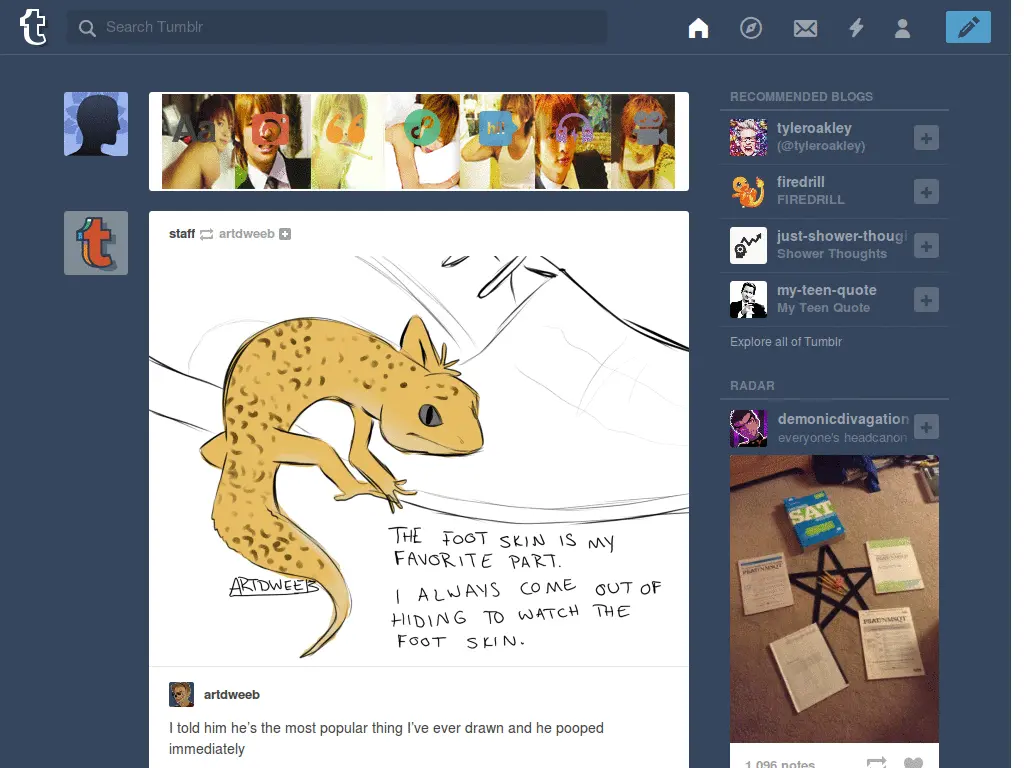 Search Tumblr
Aa
RECOMMENDED BLOGS
tyleroakley
(@tyleroakley)
firedrill
FIREDRILL
just-shower-thoug
Shower Thoughts
my-teen-quote
My Teen Quote
Explore all of Tumblr
staff artdweeb
THE FOOT SKIN IS MY
FAVORITE PART.
I ALWAYS COME OUT OF
HIDING TO WATCH THE
FOOT SKIN.
ARTDWEEB
artdweeb
I told him he's the most popular thing I've ever drawn and he pooped
immediately
RADAR
demonicdivagation
everyone's headcanon
SAT
1,096 notes